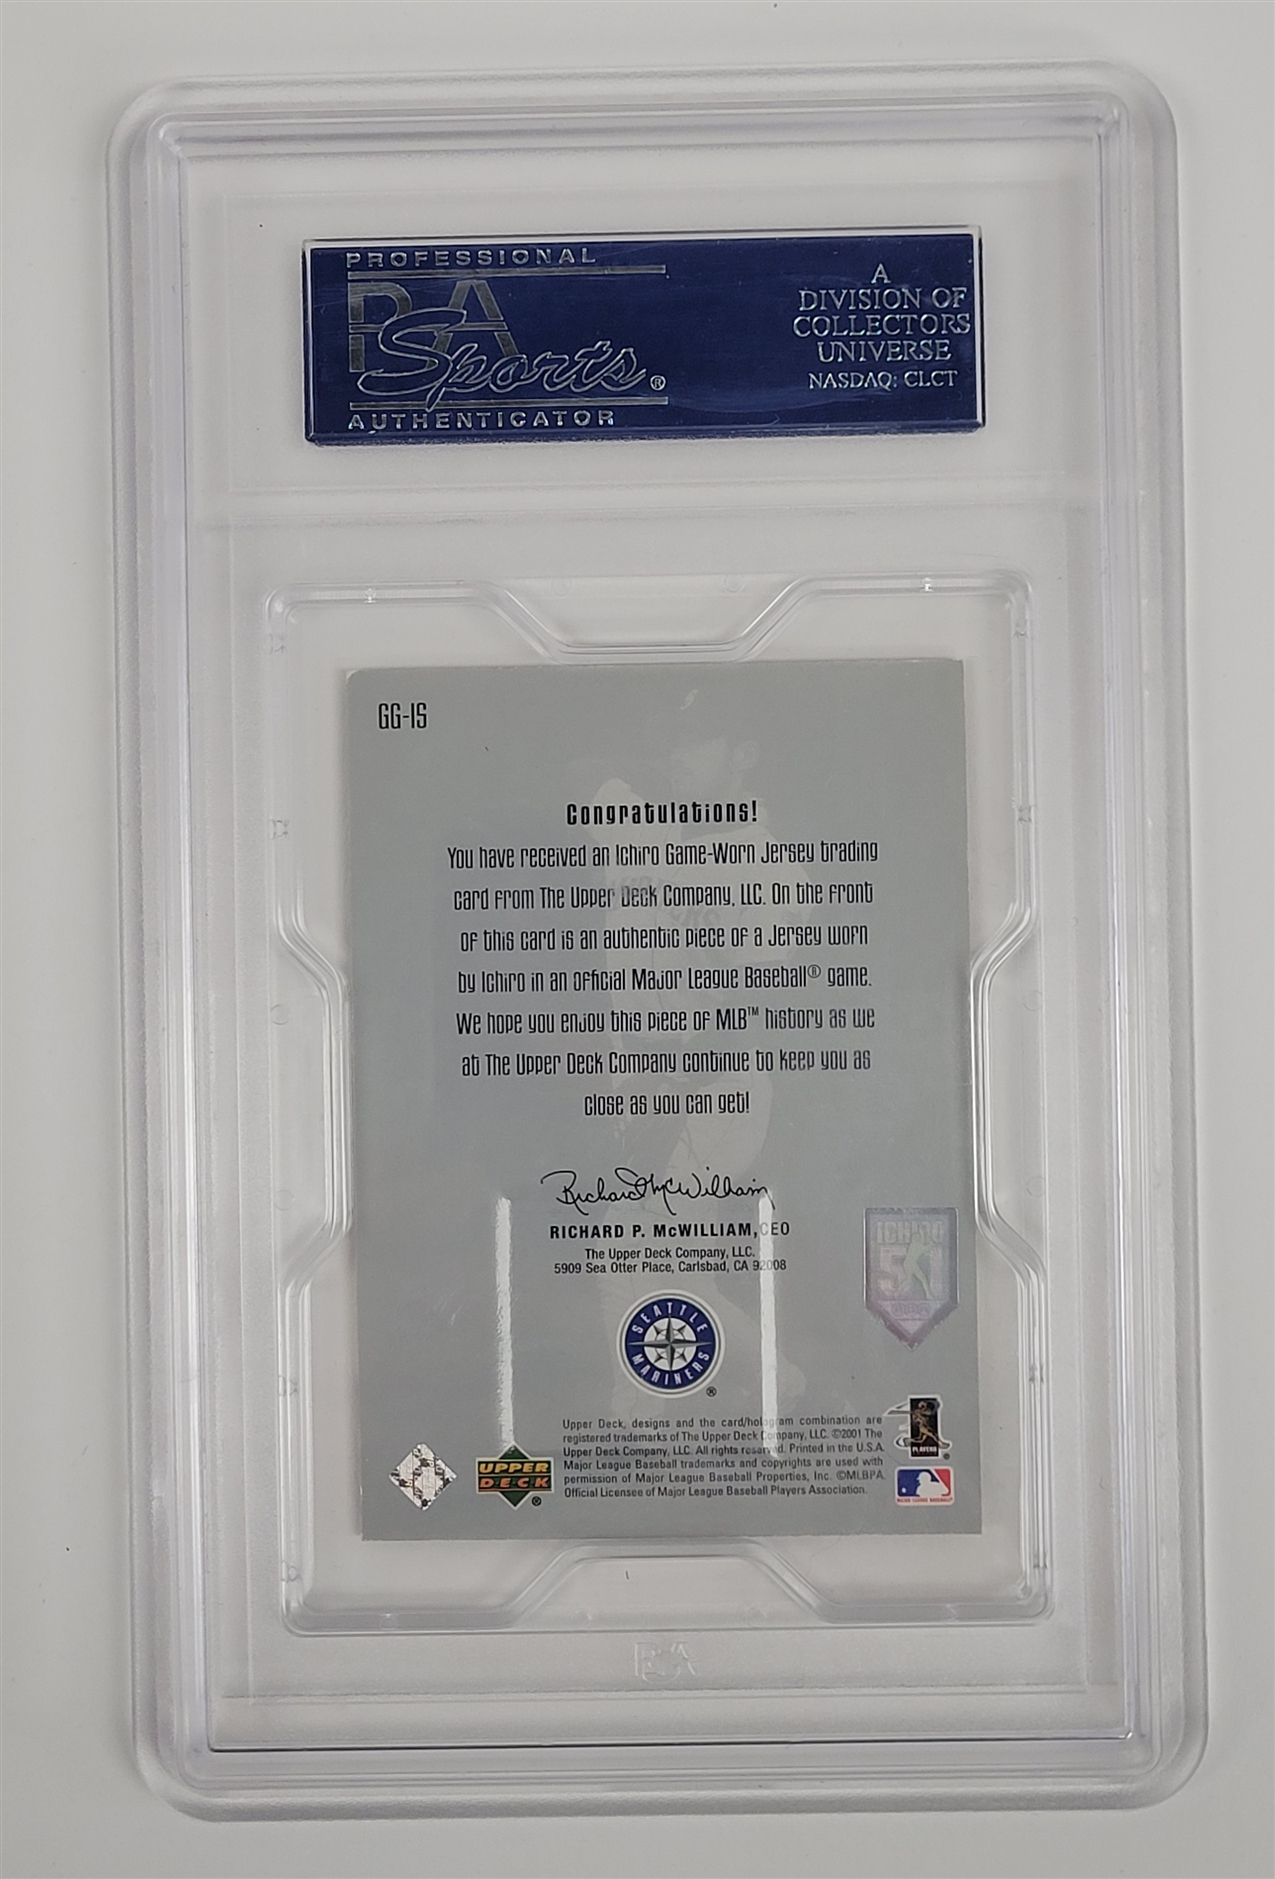 PROFESSIONAL
PSA
Sports®
AUTHENTICATOR
A
DIVISION OF
COLLECTORS
UNIVERSE
NASDAQ: CLCT
GG-IS
Congratulations!
You have received an Ichiro Game-Worn Jersey trading
card from The Upper Deck Company, LLC. On the front
of this card is an authentic piece of a Jersey worn
by Ichiro in an official Major League Baseball® game.
We hope you enjoy this piece of MLB™ history as we
at The Upper Deck Company continue to keep you as
close as you can get!
Richard McWilliam
RICHARD P. McWILLIAM, CEO
The Upper Deck Company, LLC.
5909 Sea Otter Place, Carlsbad, CA 92008
ICHIRO
51
SEATTLE
MARINERS
®
UPPER
DECK
®
Upper Deck, designs and the card/hologram combination are
registered trademarks of The Upper Deck Company, LLC. ©2001 The
Upper Deck Company, LLC. All rights reserved. Printed in the U.S.A.
Major League Baseball trademarks and copyrights are used with
permission of Major League Baseball Properties, Inc. ©MLBPA
Official Licensee of Major League Baseball Players Association.
PLAYERS
®
MAJOR LEAGUE BASEBALL
PSA